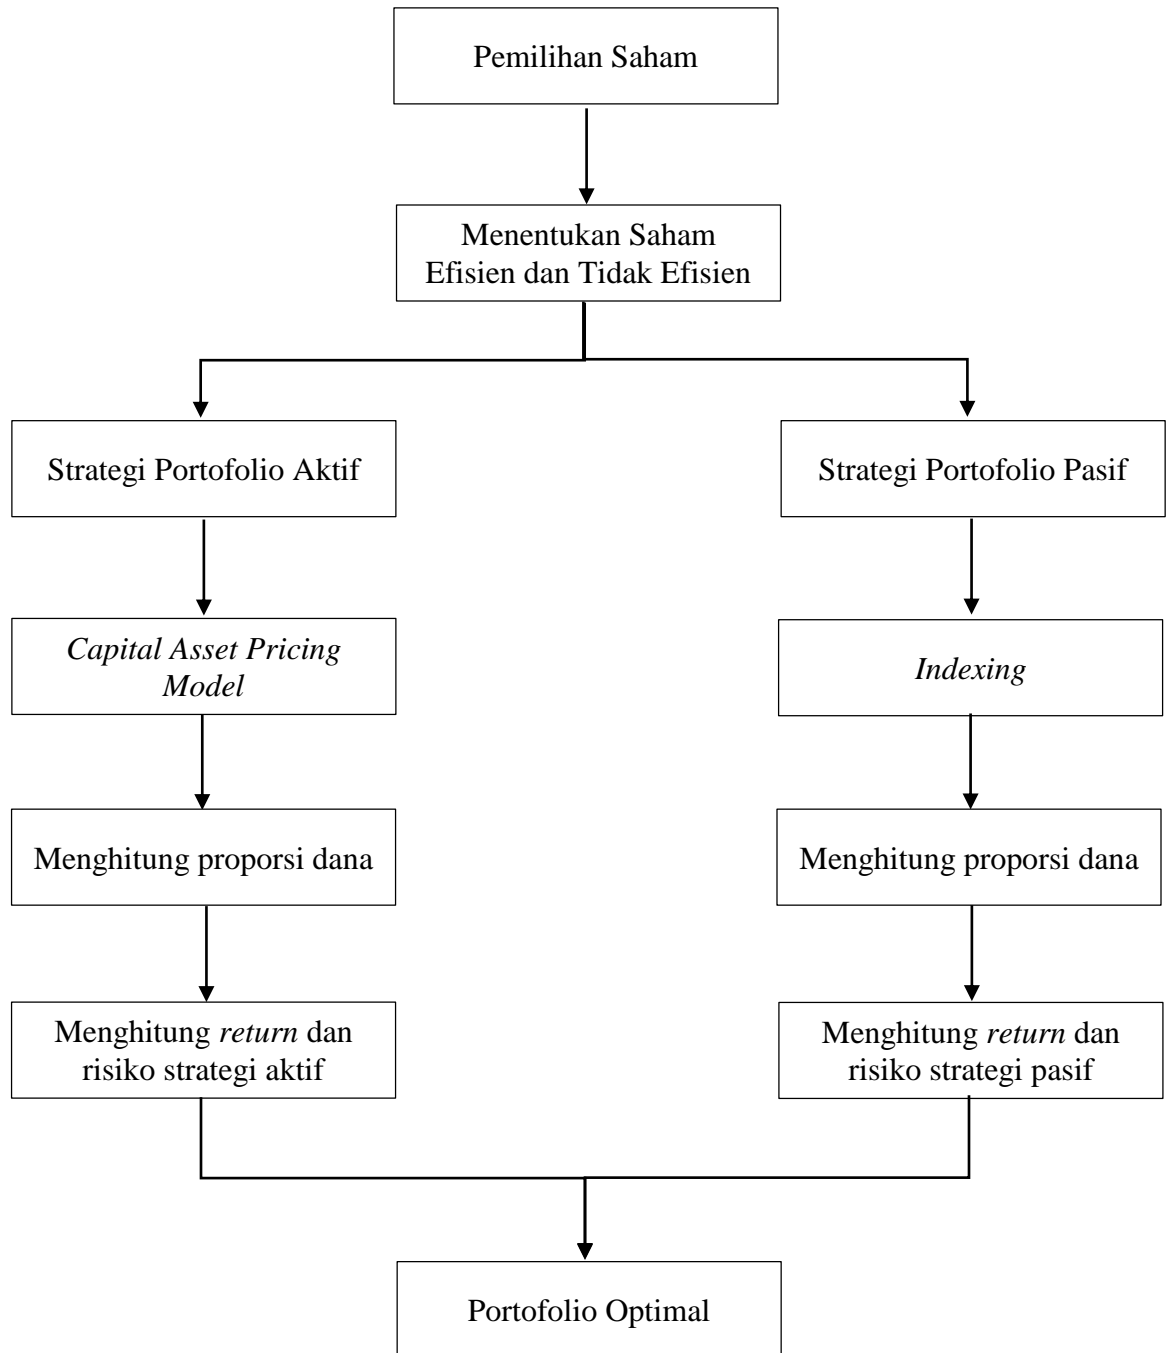 Pemilihan Saham
Menentukan Saham
Efisien dan Tidak Efisien
Strategi Portofolio Aktif
Strategi Portofolio Pasif
Capital Asset Pricing
Model
Indexing
Menghitung proporsi dana
Menghitung proporsi dana
Menghitung return dan
risiko strategi aktif
Menghitung return dan
risiko strategi pasif
Portofolio Optimal